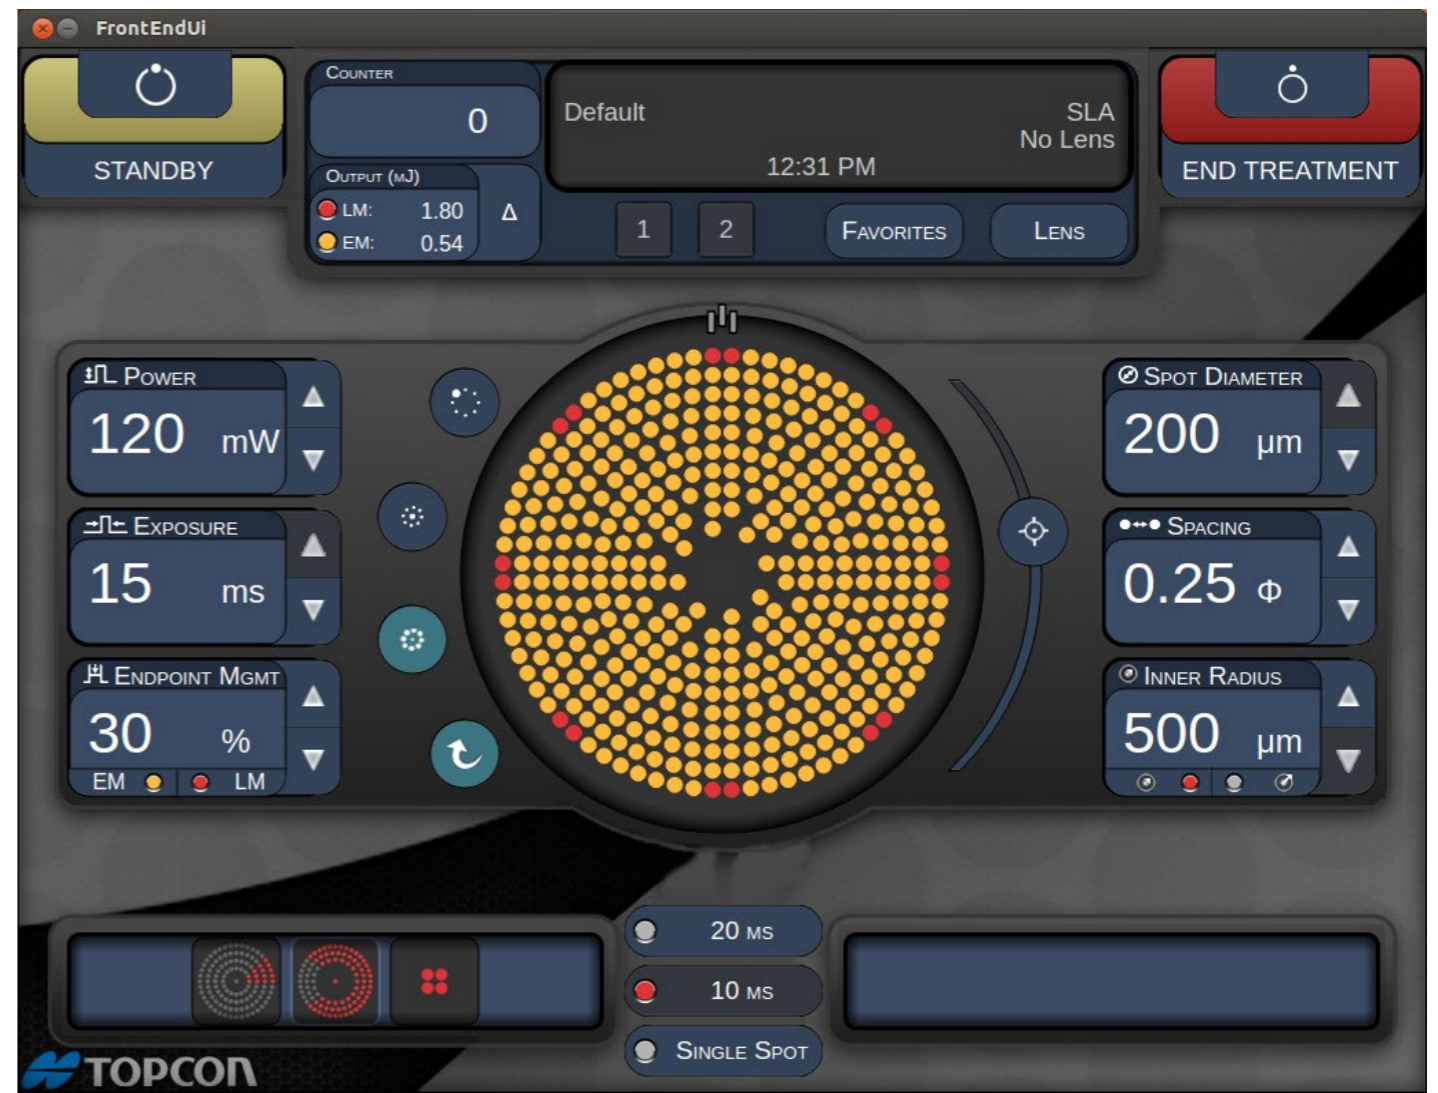 FrontEndUi
STANDBY
COUNTER
0
OUTPUT (MJ)
LM: 1.80
EM: 0.54
Δ
Default
SLA
No Lens
12:31 PM
1
2
FAVORITES
LENS
END TREATMENT
POWER
120 mW
EXPOSURE
15 ms
ENDPOINT MGMT
30 %
EM
LM
SPOT DIAMETER
200 μm
SPACING
0.25 Φ
INNER RADIUS
500 μm
20 MS
10 MS
SINGLE SPOT
TOPCON